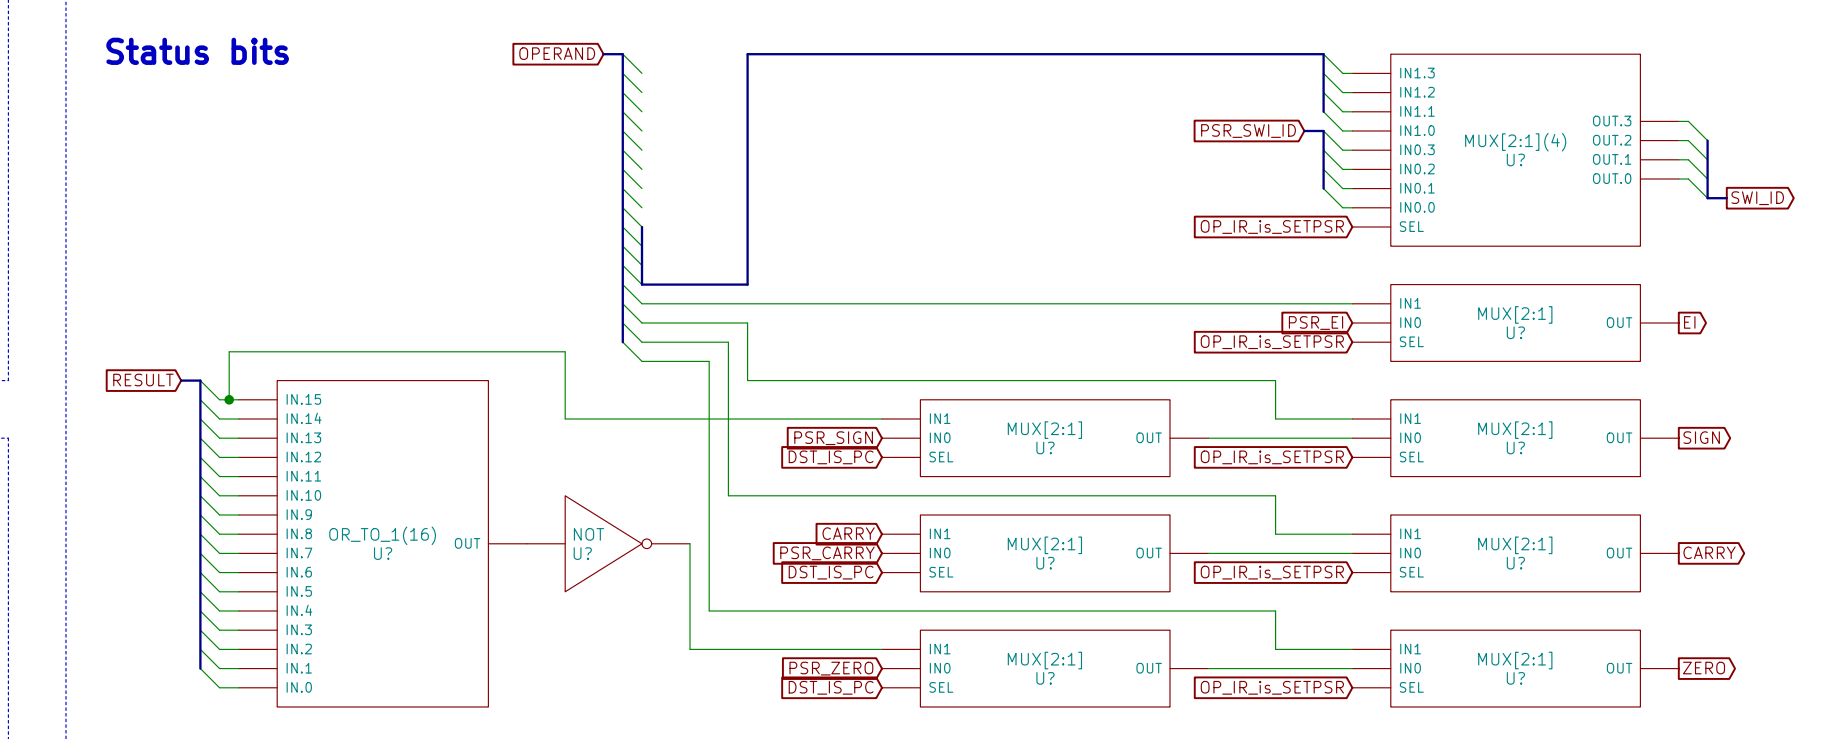 Status bits
OPERAND
IN1.3
IN1.2
IN1.1
IN1.0
IN0.3
IN0.2
IN0.1
IN0.0
SEL
MUX[2:1](4)
U?
OUT.3
OUT.2
OUT.1
OUT.0
PSR_SWI_ID
OP_IR_is_SETPSR
SWI_ID
IN1
IN0
SEL
MUX[2:1]
U?
OUT
PSR_EI
OP_IR_is_SETPSR
EI
RESULT
IN.15
IN.14
IN.13
IN.12
IN.11
IN.10
IN.9
IN.8
IN.7
IN.6
IN.5
IN.4
IN.3
IN.2
IN.1
IN.0
OR_TO_1(16)
U?
OUT
NOT
U?
PSR_SIGN
DST_IS_PC
IN1
IN0
SEL
MUX[2:1]
U?
OUT
OP_IR_is_SETPSR
IN1
IN0
SEL
MUX[2:1]
U?
OUT
SIGN
CARRY
PSR_CARRY
DST_IS_PC
IN1
IN0
SEL
MUX[2:1]
U?
OUT
OP_IR_is_SETPSR
IN1
IN0
SEL
MUX[2:1]
U?
OUT
CARRY
PSR_ZERO
DST_IS_PC
IN1
IN0
SEL
MUX[2:1]
U?
OUT
OP_IR_is_SETPSR
IN1
IN0
SEL
MUX[2:1]
U?
OUT
ZERO